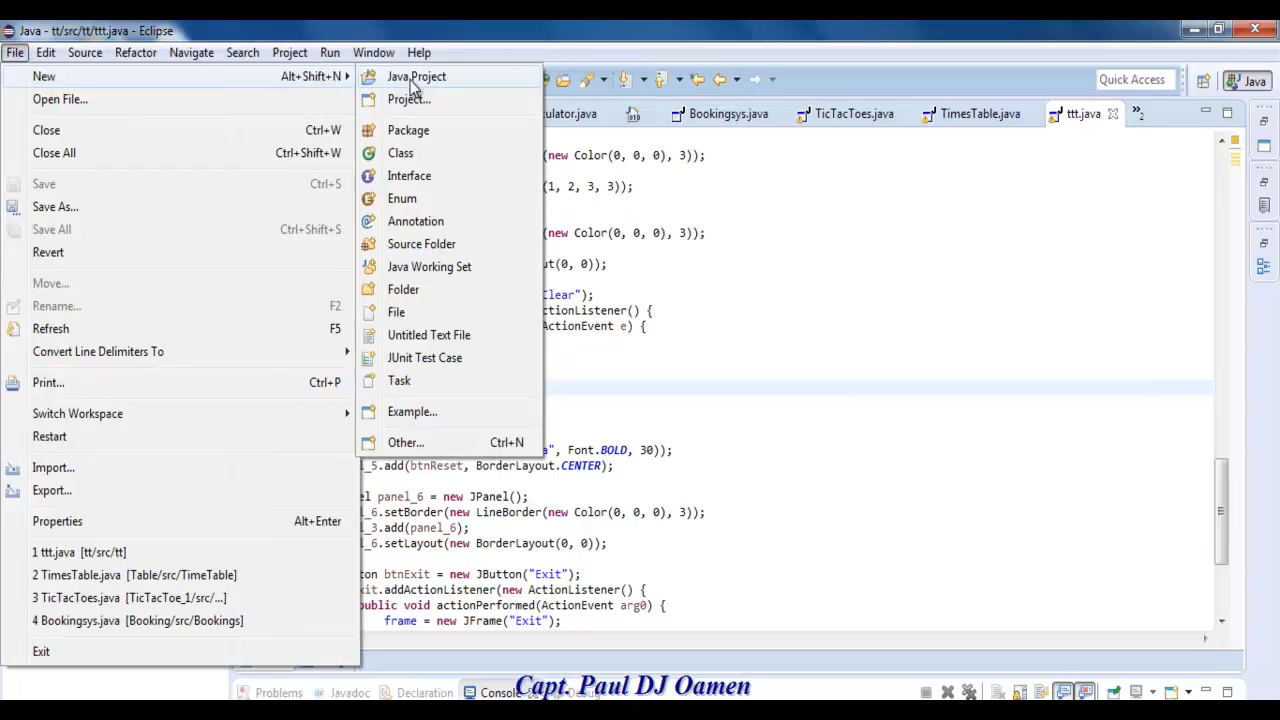 Java - tt/src/tt/ttt.java - Eclipse
File Edit Source Refactor Navigate Search Project Run Window Help
New Alt+Shift+N
Open File...
Close Ctrl+W
Close All Ctrl+Shift+W
Save Ctrl+S
Save As...
Save All Ctrl+Shift+S
Revert
Move...
Rename... F2
Refresh F5
Convert Line Delimiters To
Print... Ctrl+P
Switch Workspace
Restart
Import...
Export...
Properties Alt+Enter
1 ttt.java [tt/src/tt]
2 TimesTable.java [Table/src/TimeTable]
3 TicTacToes.java [TicTacToe_1/src/...]
4 Bookingsys.java [Booking/src/Bookings]
Exit
Java Project
Project...
Package
Class
Interface
Enum
Annotation
Source Folder
Java Working Set
Folder
File
Untitled Text File
JUnit Test Case
Task
Example...
Other... Ctrl+N
Quick Access Java
culator.java Bookingsys.java TicTacToes.java TimesTable.java ttt.java »2
(new Color(0, 0, 0), 3));
(1, 2, 3, 3));
(new Color(0, 0, 0), 3));
ut(0, 0));
Clear");
ctionListener() {
ActionEvent e) {
a", Font.BOLD, 30));
_5.add(btnReset, BorderLayout.CENTER);
el panel_6 = new JPanel();
_6.setBorder(new LineBorder(new Color(0, 0, 0), 3));
_3.add(panel_6);
_6.setLayout(new BorderLayout(0, 0));
ton btnExit = new JButton("Exit");
xit.addActionListener(new ActionListener() {
public void actionPerformed(ActionEvent arg0) {
frame = new JFrame("Exit");
Problems Javadoc Declaration Console
Capt. Paul DJ Oamen